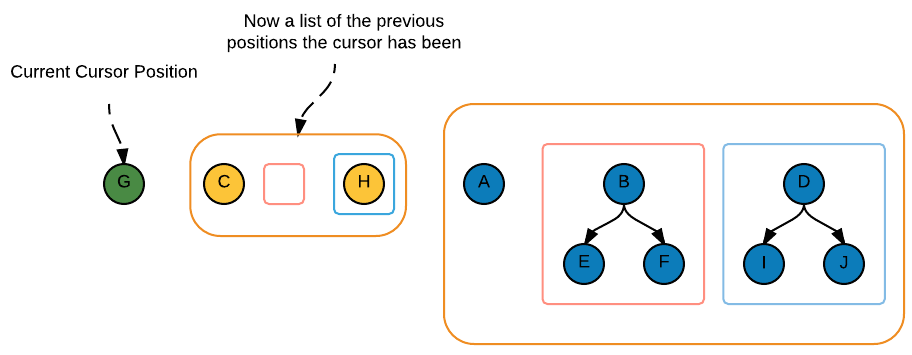 Now a list of the previous
positions the cursor has been
Current Cursor Position
G
C
H
A
B
D
E
F
I
J